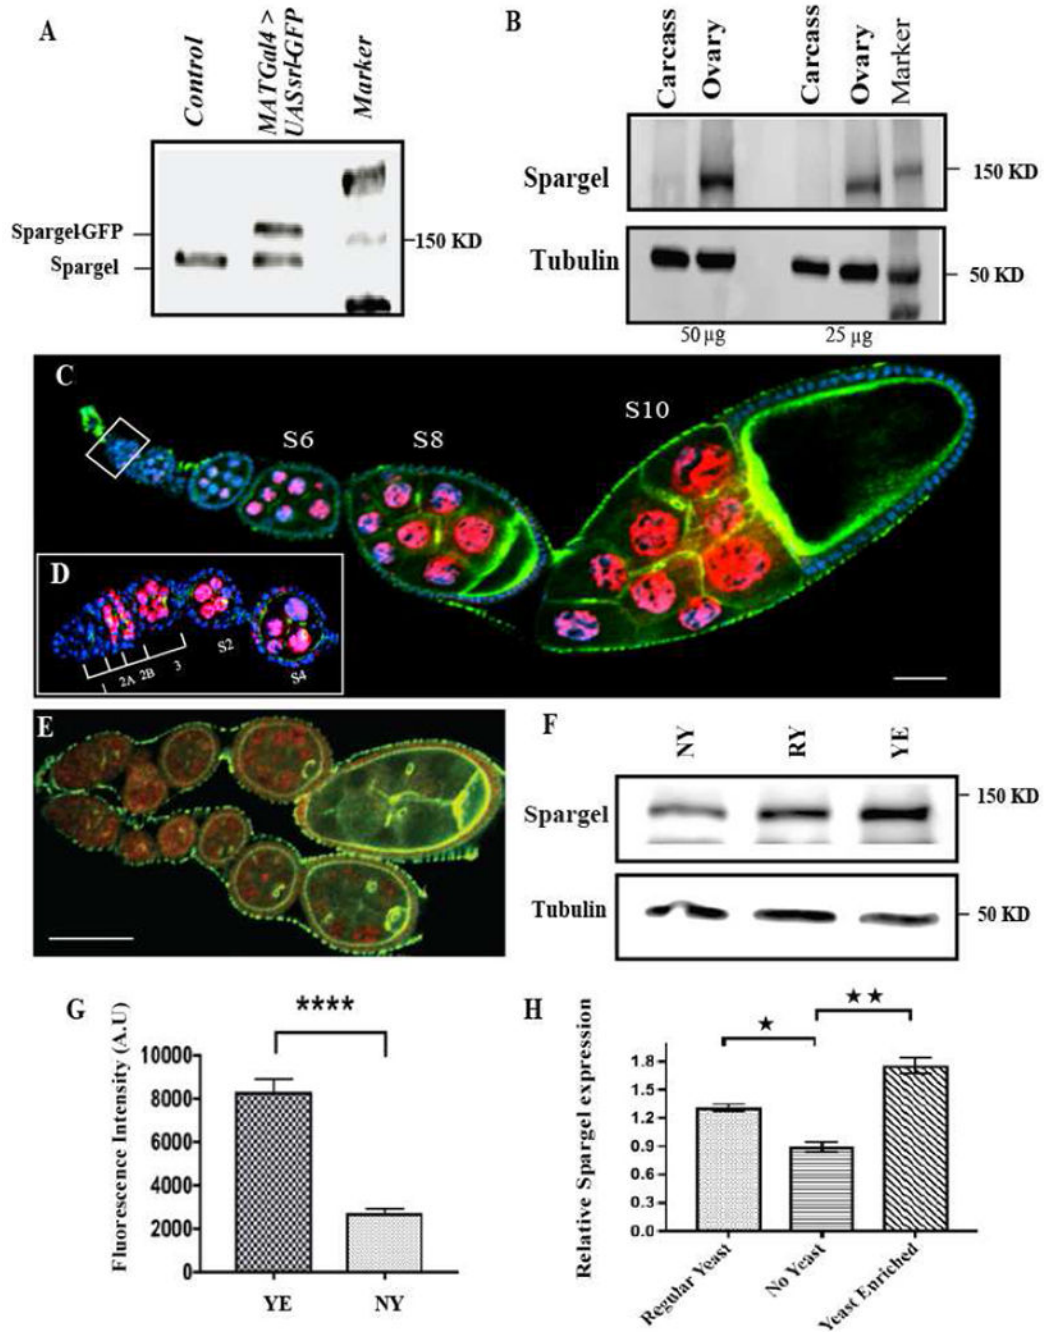 A
Control
MATGal4 >
UASsrl-GFP
Marker
Spargel-GFP
Spargel
150 KD
B
Carcass
Ovary
Carcass
Ovary
Marker
Spargel
150 KD
Tubulin
50 KD
50 µg
25 µg
C
S6
S8
S10
D
2A
2B
3
S2
S4
E
F
NY
RY
YE
Spargel
150 KD
Tubulin
50 KD
G
****
Fluorescence Intensity (A.U)
10000
8000
6000
4000
2000
0
YE
NY
H
★
★★
Relative Spargel expression
1.8
1.5
1.2
0.9
0.6
0.3
0.0
Regular Yeast
No Yeast
Yeast Enriched